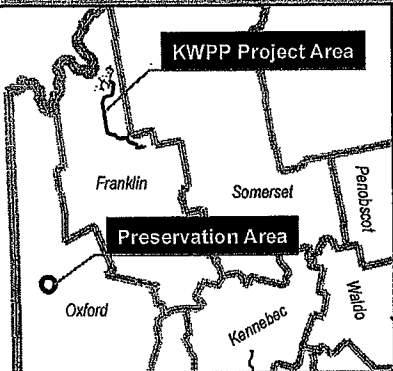 KWPP Project Area
Franklin
Somerset
Penobscot
Preservation Area
Oxford
Kennebec
Waldo